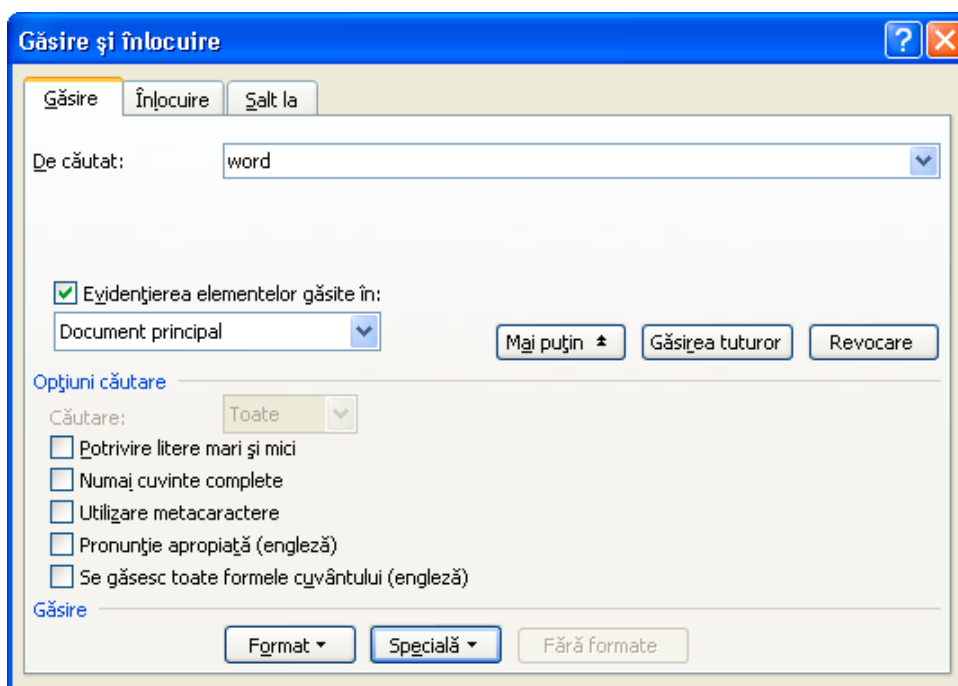 Găsire şi înlocuire
Găsire Înlocuire Salt la
De căutat: word
Evidenţierea elementelor găsite în:
Document principal
Mai puţin Găsirea tuturor Revocare
Opţiuni căutare
Căutare: Toate
Potrivire litere mari şi mici
Numai cuvinte complete
Utilizare metacaractere
Pronunţie apropiată (engleză)
Se găsesc toate formele cuvântului (engleză)
Găsire
Format Specială Fără formate